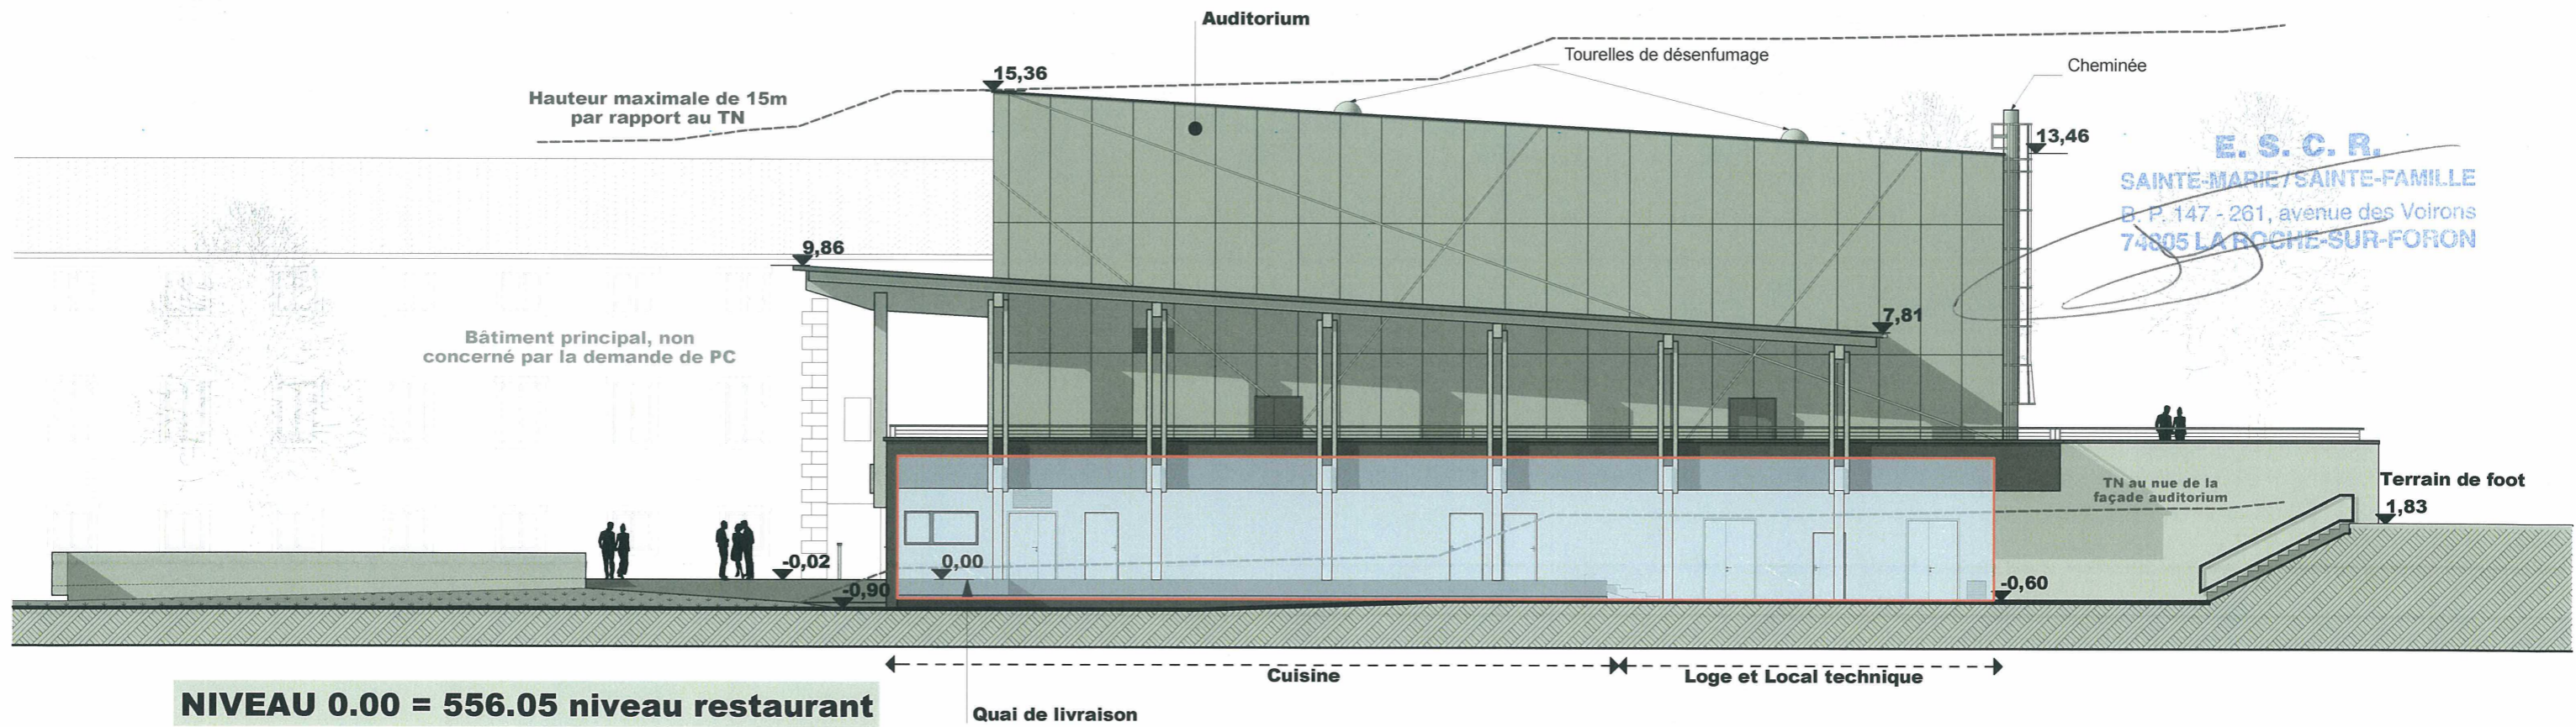 Auditorium
15,36
Tourelles de désenfumage
Cheminée
Hauteur maximale de 15m
par rapport au TN
13,46
E. S. C. R.
SAINTE-MARIE / SAINTE-FAMILLE
B. P. 147 - 261, avenue des Voirons
74805 LA ROCHE-SUR-FORON
9,86
7,81
Bâtiment principal, non
concerné par la demande de PC
TN au nue de la
façade auditorium
Terrain de foot
1,83
-0,02
0,00
-0,90
-0,60
Cuisine
Loge et Local technique
NIVEAU 0.00 = 556.05 niveau restaurant
Quai de livraison